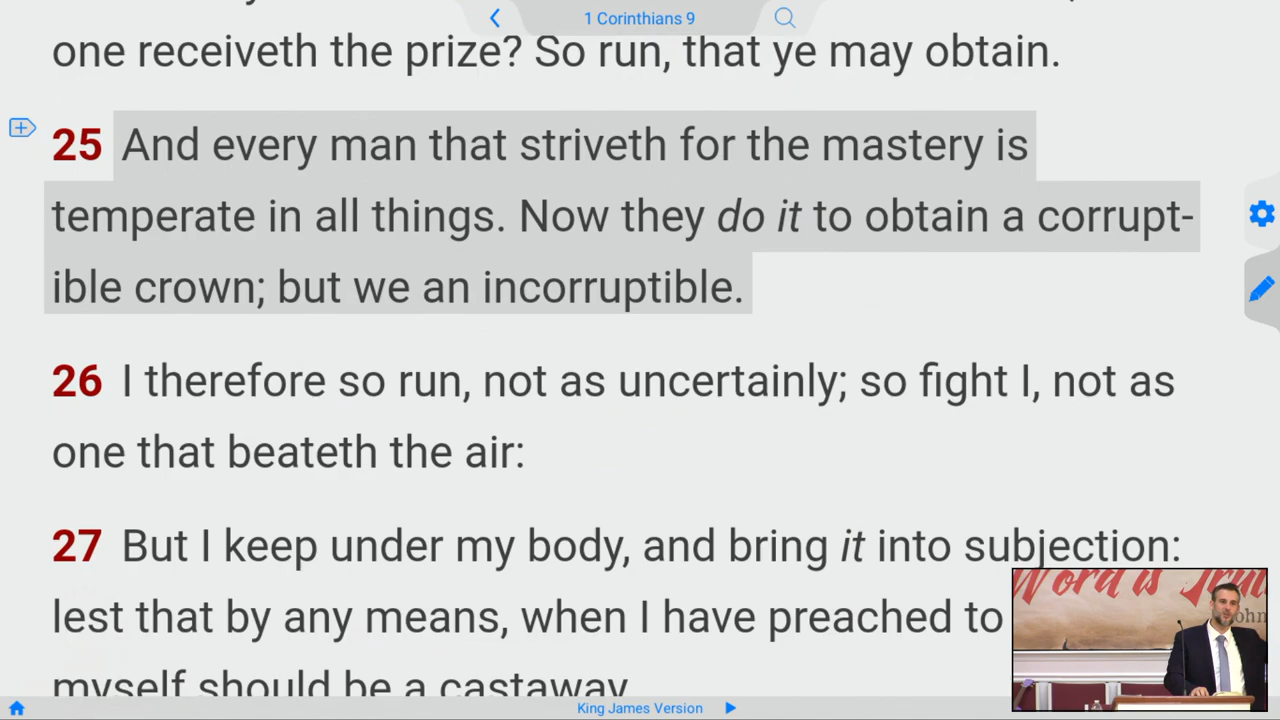 1 Corinthians 9
one receiveth the prize? So run, that ye may obtain.
25 And every man that striveth for the mastery is
temperate in all things. Now they do it to obtain a corrupt-
ible crown; but we an incorruptible.
26 I therefore so run, not as uncertainly; so fight I, not as
one that beateth the air:
27 But I keep under my body, and bring it into subjection:
lest that by any means, when I have preached to
myself should be a castaway
Word is
King James Version